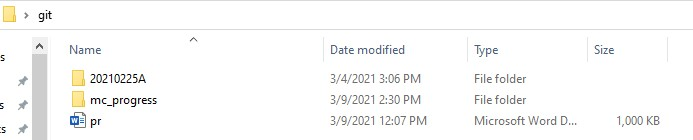 › git
Name Date modified Type Size
20210225A 3/4/2021 3:06 PM File folder
mc_progress 3/9/2021 2:30 PM File folder
pr 3/9/2021 12:07 PM Microsoft Word D... 1,000 KB